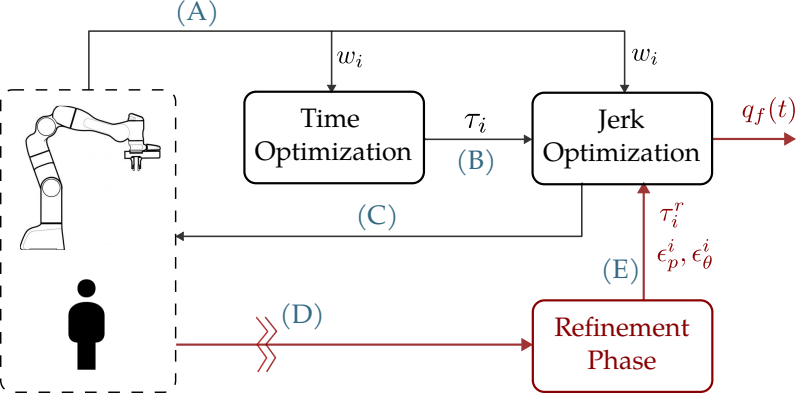 (A)
w_i
w_i
Time
Optimization
τ_i
(B)
Jerk
Optimization
q_f(t)
(C)
τ_i^r
ϵ_p^i, ϵ_θ^i
(E)
(D)
Refinement
Phase